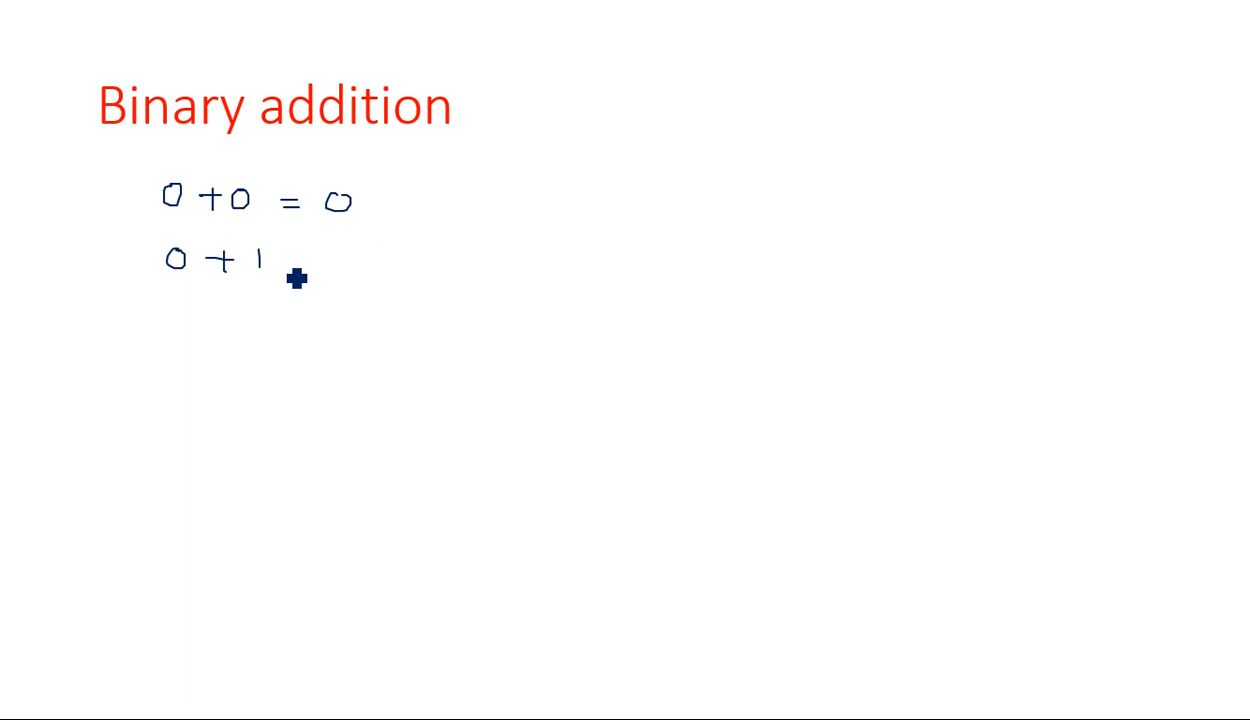 Binary addition
0 + 0 = 0
0 + 1